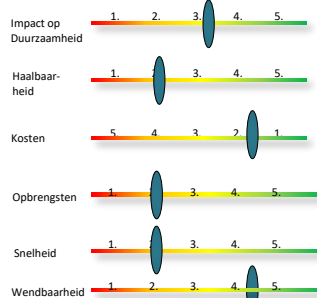 Impact op
Duurzaamheid
1. 2. 3. 4. 5.
Haalbaar-
heid
1. 3. 4. 5.
Kosten
5. 4. 3. 2. 1.
Opbrengsten
1. 3. 4. 5.
Snelheid
1. 3. 4. 5.
Wendbaarheid
1. 2. 3. 4. 5.